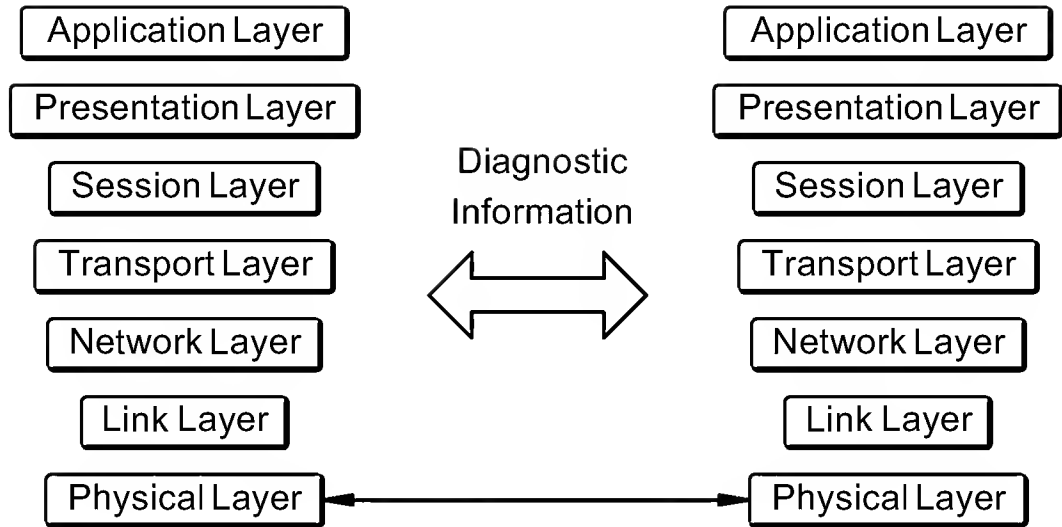 Application Layer
Presentation Layer
Session Layer
Transport Layer
Network Layer
Link Layer
Physical Layer
Diagnostic
Information
Application Layer
Presentation Layer
Session Layer
Transport Layer
Network Layer
Link Layer
Physical Layer